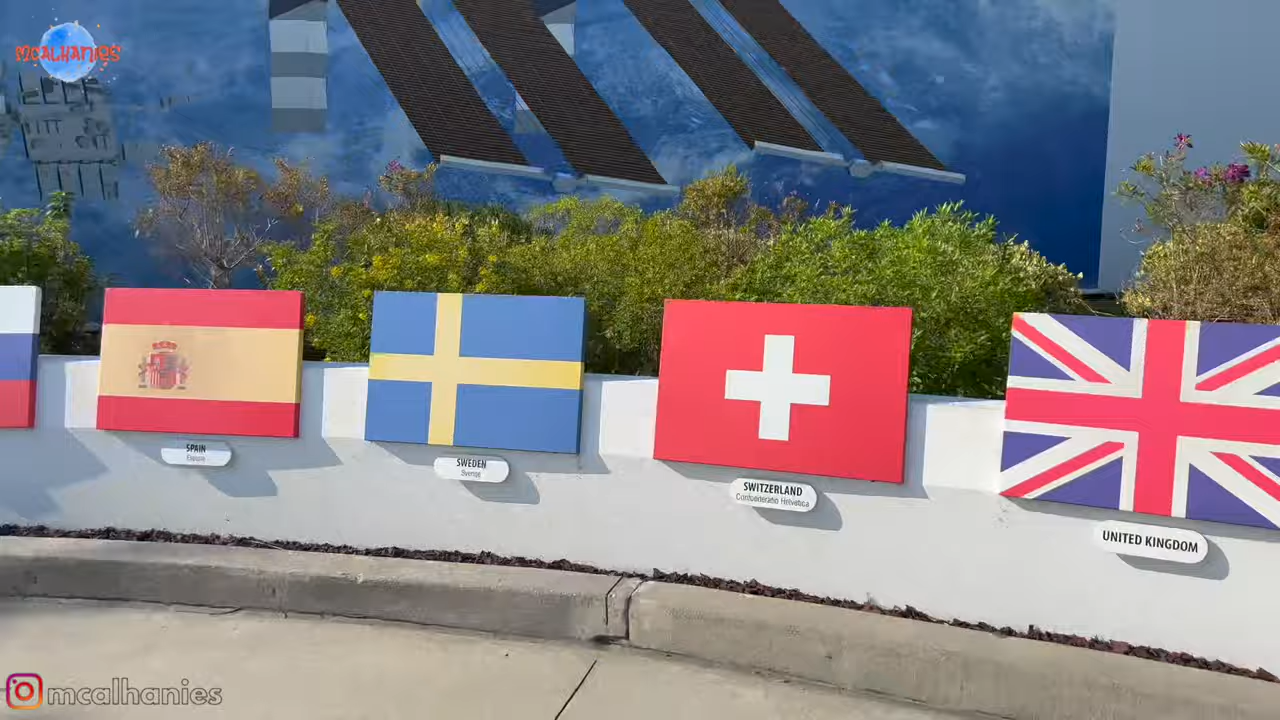 MCALHANIES
SPAIN
España
SWEDEN
Sverige
SWITZERLAND
Confoederatio Helvetica
UNITED KINGDOM
mcalhanies